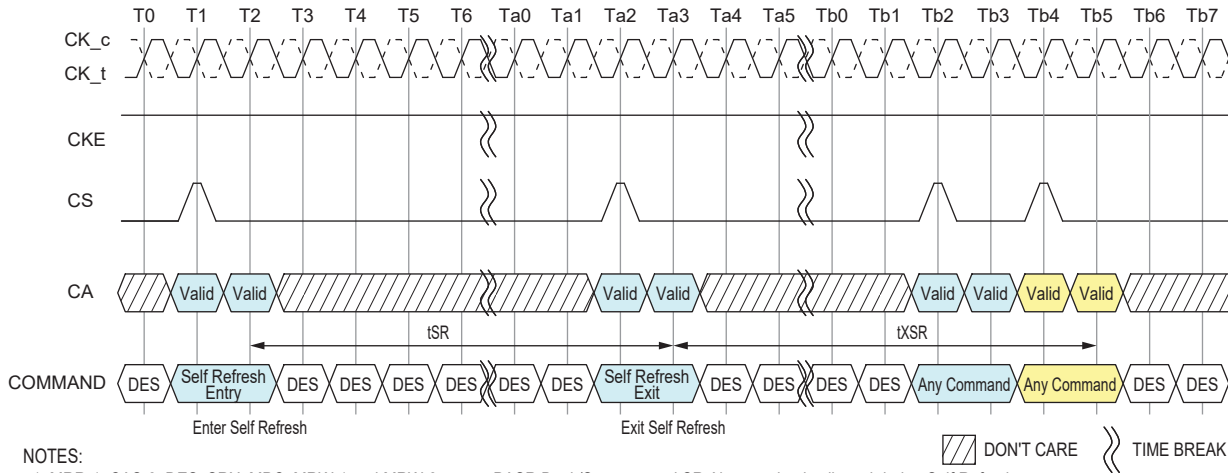 T0 T1 T2 T3 T4 T5 T6 Ta0 Ta1 Ta2 Ta3 Ta4 Ta5 Tb0 Tb1 Tb2 Tb3 Tb4 Tb5 Tb6 Tb7
CK_c
CK_t
CKE
CS
CA Valid Valid Valid Valid Valid Valid Valid Valid
tSR tXSR
COMMAND DES Self Refresh Entry DES DES DES DES DES DES Self Refresh Exit DES DES DES DES Any Command Any Command DES DES
Enter Self Refresh Exit Self Refresh
DON'T CARE TIME BREAK
NOTES: